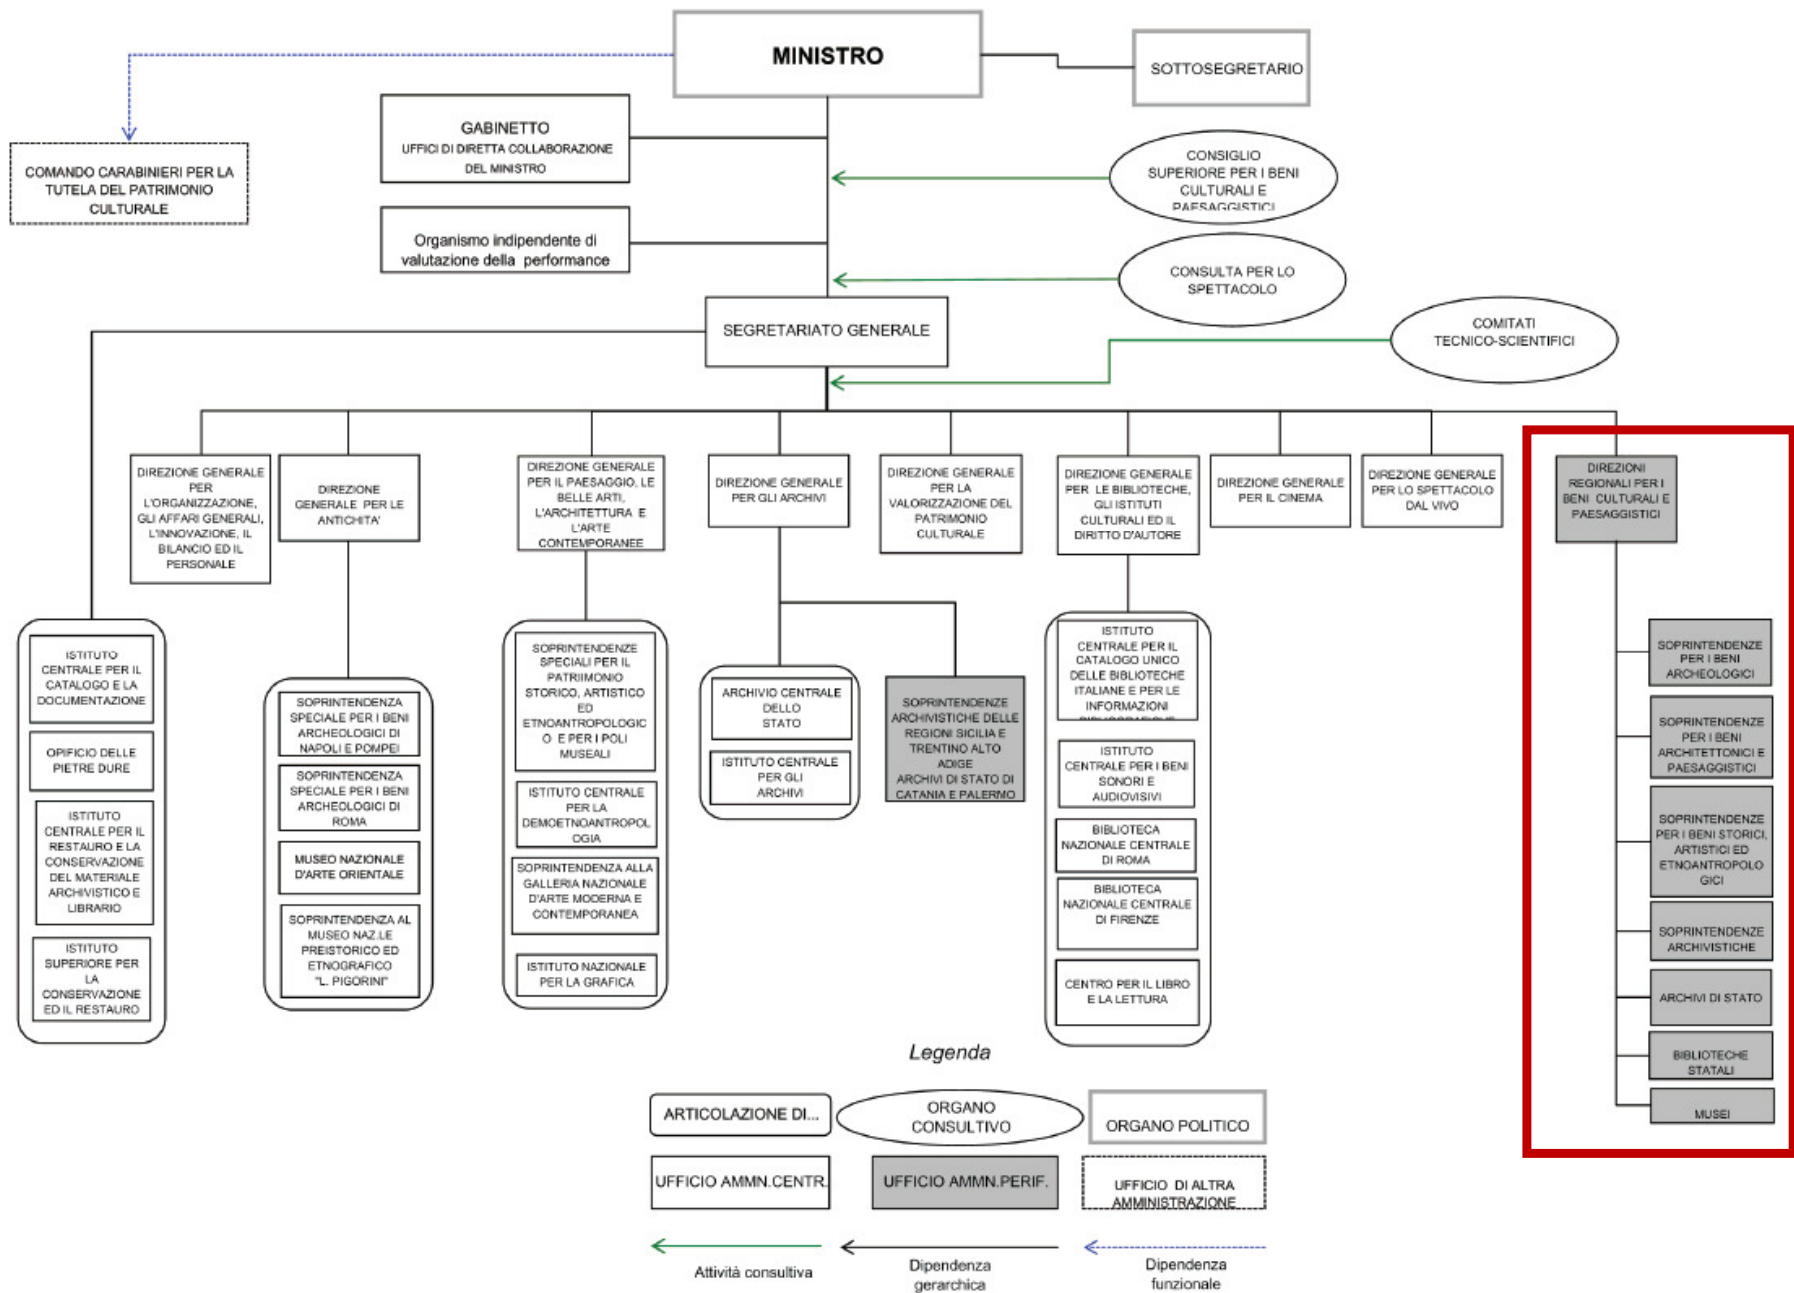 MINISTRO
SOTTOSEGRETARIO
GABINETTO
UFFICI DI DIRETTA COLLABORAZIONE
DEL MINISTRO
CONSIGLIO
SUPERIORE PER I BENI
CULTURALI E
PAESAGGISTICI
COMANDO CARABINIERI PER LA
TUTELA DEL PATRIMONIO
CULTURALE
Organismo indipendente di
valutazione della performance
CONSULTA PER LO
SPETTACOLO
SEGRETARIATO GENERALE
COMITATI
TECNICO-SCIENTIFICI
DIREZIONE GENERALE
PER
L'ORGANIZZAZIONE,
GLI AFFARI GENERALI,
L'INNOVAZIONE, IL
BILANCIO ED IL
PERSONALE
DIREZIONE
GENERALE PER LE
ANTICHITA'
DIREZIONE GENERALE
PER IL PAESAGGIO, LE
BELLE ARTI,
L'ARCHITETTURA E
L'ARTE
CONTEMPORANEE
DIREZIONE GENERALE
PER GLI ARCHIVI
DIREZIONE GENERALE
PER LA
VALORIZZAZIONE DEL
PATRIMONIO
CULTURALE
DIREZIONE GENERALE
PER LE BIBLIOTECHE,
GLI ISTITUTI
CULTURALI ED IL
DIRITTO D'AUTORE
DIREZIONE GENERALE
PER IL CINEMA
DIREZIONE GENERALE
PER LO SPETTACOLO
DAL VIVO
DIREZIONI
REGIONALI PER I
BENI CULTURALI E
PAESAGGISTICI
ISTITUTO
CENTRALE PER IL
CATALOGO E LA
DOCUMENTAZIONE
OPIFICIO DELLE
PIETRE DURE
ISTITUTO
CENTRALE PER IL
RESTAURO E LA
CONSERVAZIONE
DEL MATERIALE
ARCHIVISTICO E
LIBRARIO
ISTITUTO
SUPERIORE PER
LA
CONSERVAZIONE
ED IL RESTAURO
SOPRINTENDENZA
SPECIALE PER I BENI
ARCHEOLOGICI DI
NAPOLI E POMPEI
SOPRINTENDENZA
SPECIALE PER I BENI
ARCHEOLOGICI DI
ROMA
MUSEO NAZIONALE
D'ARTE ORIENTALE
SOPRINTENDENZA AL
MUSEO NAZ.LE
PREISTORICO ED
ETNOGRAFICO
"L. PIGORINI"
SOPRINTENDENZE
SPECIALI PER IL
PATRIIMONIO
STORICO, ARTISTICO
ED
ETNOANTROPOLOGIC
O E PER I POLI
MUSEALI
ISTITUTO CENTRALE
PER LA
DEMOETNOANTROPOL
OGIA
SOPRINTENDENZA ALLA
GALLERIA NAZIONALE
D'ARTE MODERNA E
CONTEMPORANEA
ISTITUTO NAZIONALE
PER LA GRAFICA
ARCHIVIO CENTRALE
DELLO
STATO
ISTITUTO CENTRALE
PER GLI
ARCHIVI
SOPRINTENDENZE
ARCHIVISTICHE DELLE
REGIONI SICILIA E
TRENTINO ALTO
ADIGE
ARCHIVI DI STATO DI
CATANIA E PALERMO
ISTITUTO
CENTRALE PER IL
CATALOGO UNICO
DELLE BIBLIOTECHE
ITALIANE E PER LE
INFORMAZIONI
ISTITUTO
CENTRALE PER I BENI
SONORI E
AUDIOVISIVI
BIBLIOTECA
NAZIONALE CENTRALE
DI ROMA
BIBLIOTECA
NAZIONALE CENTRALE
DI FIRENZE
CENTRO PER IL LIBRO
E LA LETTURA
SOPRINTENDENZE
PER I BENI
ARCHEOLOGICI
SOPRINTENDENZE
PER I BENI
ARCHITETTONICI E
PAESAGGISTICI
SOPRINTENDENZE
PER I BENI STORICI,
ARTISTICI ED
ETNOANTROPOLO
GICI
SOPRINTENDENZE
ARCHIVISTICHE
ARCHIVI DI STATO
BIBLIOTECHE
STATALI
MUSEI
Legenda
ARTICOLAZIONE DI...
ORGANO
CONSULTIVO
ORGANO POLITICO
UFFICIO AMMN.CENTR.
UFFICIO AMMN.PERIF.
UFFICIO DI ALTRA
AMMINISTRAZIONE
Attività consultiva
Dipendenza
gerarchica
Dipendenza
funzionale